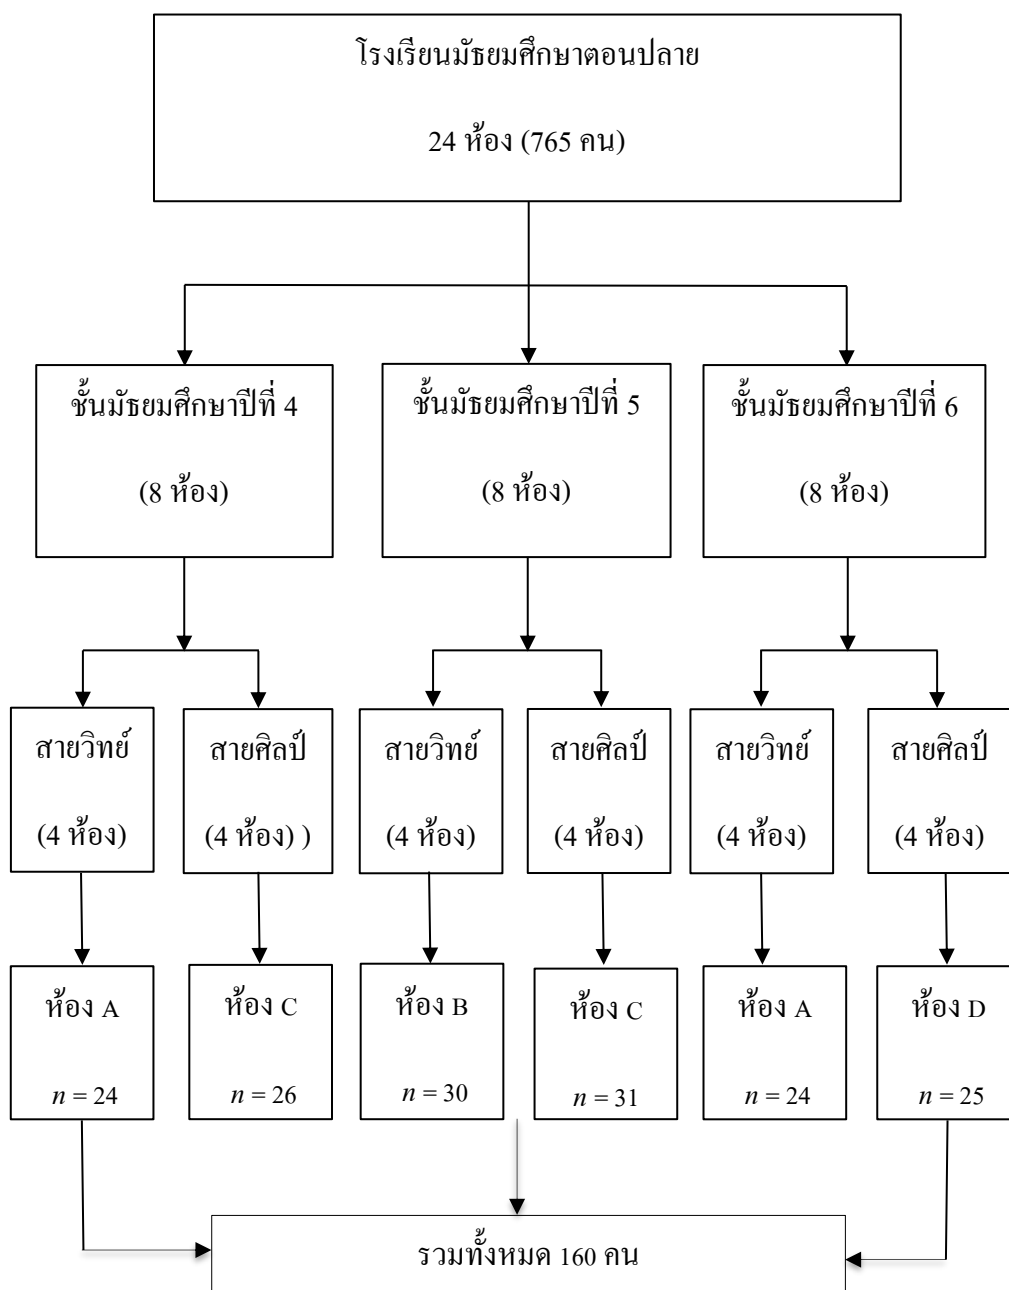 โรงเรียนมัธยมศึกษาตอนปลาย
24 ห้อง (765 คน)
ชั้นมัธยมศึกษาปีที่ 4
(8 ห้อง)
ชั้นมัธยมศึกษาปีที่ 5
(8 ห้อง)
ชั้นมัธยมศึกษาปีที่ 6
(8 ห้อง)
สายวิทย์
(4 ห้อง)
สายศิลป์
(4 ห้อง) )
สายวิทย์
(4 ห้อง)
สายศิลป์
(4 ห้อง)
สายวิทย์
(4 ห้อง)
สายศิลป์
(4 ห้อง)
ห้อง A
n = 24
ห้อง C
n = 26
ห้อง B
n = 30
ห้อง C
n = 31
ห้อง A
n = 24
ห้อง D
n = 25
รวมทั้งหมด 160 คน